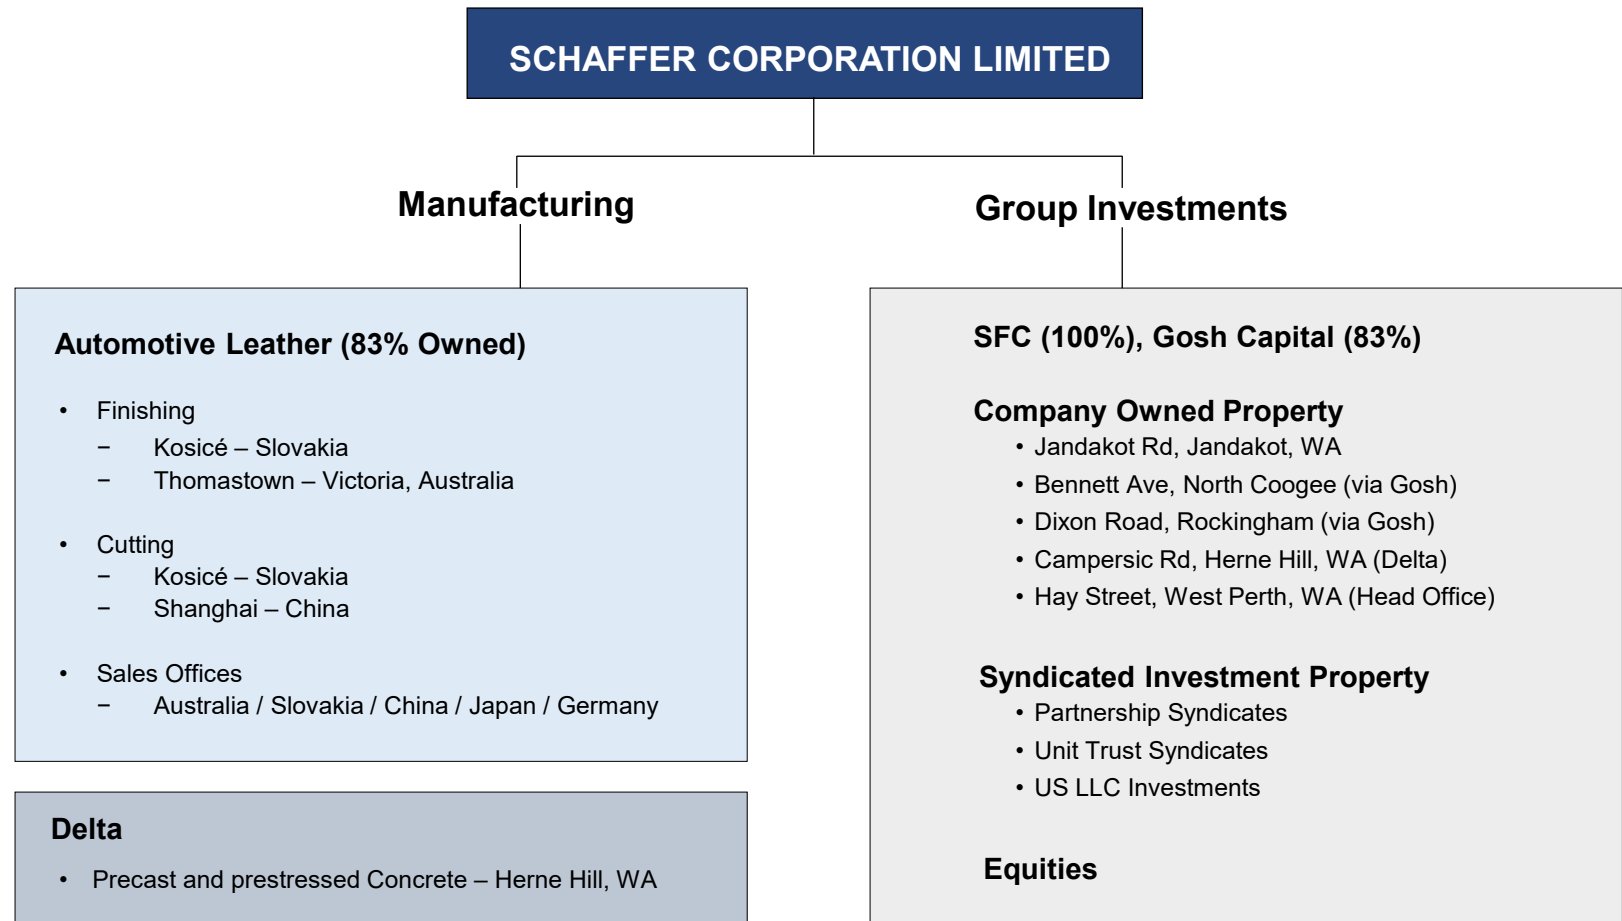 SCHAFFER CORPORATION LIMITED
Manufacturing
Automotive Leather (83% Owned)
• Finishing
− Kosicé – Slovakia
− Thomastown – Victoria, Australia
• Cutting
− Kosicé – Slovakia
− Shanghai – China
• Sales Offices
− Australia / Slovakia / China / Japan / Germany
Delta
• Precast and prestressed Concrete – Herne Hill, WA
Group Investments
SFC (100%), Gosh Capital (83%)
Company Owned Property
• Jandakot Rd, Jandakot, WA
• Bennett Ave, North Coogee (via Gosh)
• Dixon Road, Rockingham (via Gosh)
• Campersic Rd, Herne Hill, WA (Delta)
• Hay Street, West Perth, WA (Head Office)
Syndicated Investment Property
• Partnership Syndicates
• Unit Trust Syndicates
• US LLC Investments
Equities